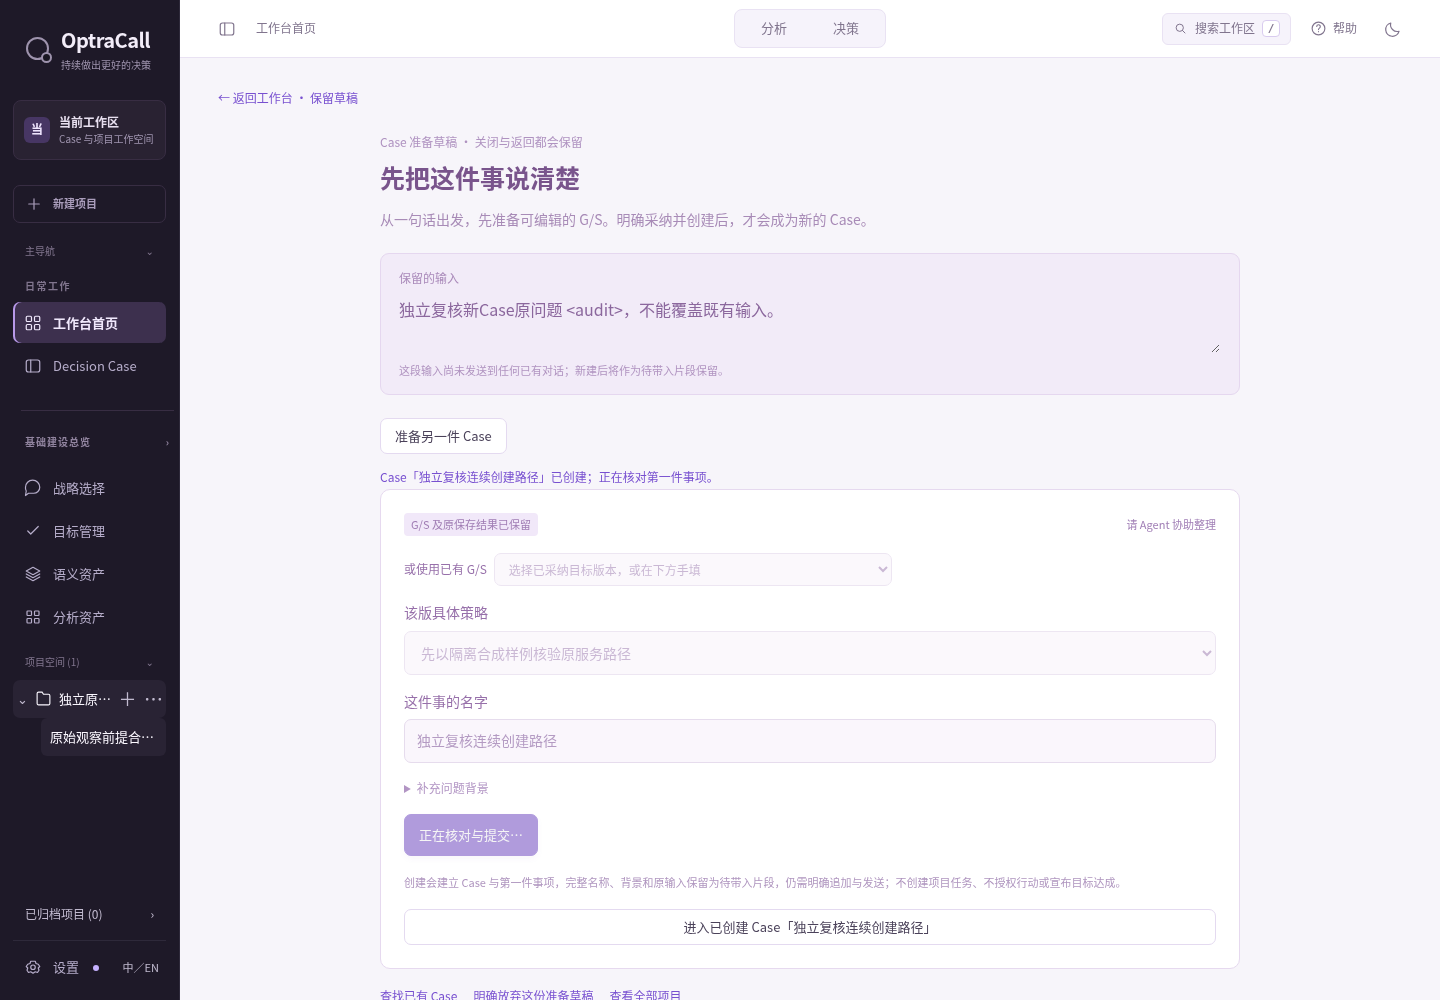 OptraCall
持续做出更好的决策
当
当前工作区
Case 与项目工作空间
新建项目
主导航
日常工作
工作台首页
Decision Case
基础建设总览
战略选择
目标管理
语义资产
分析资产
项目空间 (1)
独立原…
原始观察前提合…
已归档项目 (0)
设置
中／EN
工作台首页
分析
决策
搜索工作区
/
帮助
← 返回工作台 · 保留草稿
Case 准备草稿 · 关闭与返回都会保留
先把这件事说清楚
从一句话出发，先准备可编辑的 G/S。明确采纳并创建后，才会成为新的 Case。
保留的输入
独立复核新Case原问题 <audit>，不能覆盖既有输入。
这段输入尚未发送到任何已有对话；新建后将作为待带入片段保留。
准备另一件 Case
Case「独立复核连续创建路径」已创建；正在核对第一件事项。
G/S 及原保存结果已保留
请 Agent 协助整理
或使用已有 G/S
选择已采纳目标版本，或在下方手填
该版具体策略
先以隔离合成样例核验原服务路径
这件事的名字
独立复核连续创建路径
补充问题背景
正在核对与提交…
创建会建立 Case 与第一件事项，完整名称、背景和原输入保留为待带入片段，仍需明确追加与发送；不创建项目任务、不授权行动或宣布目标达成。
进入已创建 Case「独立复核连续创建路径」
查找已有 Case
明确放弃这份准备草稿
查看全部项目